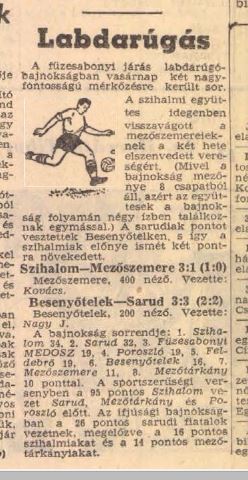 Labdarúgás
A füzesabonyi járás labdarúgó-
bajnokságban vasárnap két nagy-
fontosságú mérkőzésre került sor.
A szihalmi együt-
tes idegenben
visszavágott a
mezőszemereiek-
nek a két hete
elszenvedett vere-
ségért. (Mivel a
bajnokság mező-
nye 8 csapatból
áll, azért az együt-
tesek a bajnok-
ság folyamán négy ízben találkoz-
nak egymással.) A sarudiak pontot
vesztettek Besenyőtelken, s így a
szihalmiak előnye ismét két pont-
ra növekedett.
Szihalom—Mezőszemere 3:1 (1:0)
Mezőszemere, 400 néző. Vezette:
Kovács.
Besenyőtelek—Sarud 3:3 (2:2)
Besenyőtelek, 200 néző. Vezette:
Nagy J.
A bajnokság sorrendje: 1. Sziha-
lom 34, 2. Sarud 32, 3. Füzesabonyi
MEDOSZ 19, 4. Poroszló 19, 5. Fel-
debrő 19, 6. Besenyőtelek 16, 7.
Mezőszemere 11, 8. Mezőtárkány
10 ponttal. A sportszerűségi ver-
senyben a 95 pontos Szihalom ve-
zet Sarud, Mezőtárkány és Po-
roszló előtt. Az ifjúsági bajnokság-
ban a 26 pontos sarudi fiatalok
vezetnek, megelőzve a 16 pontos
szihalmiakat és a 14 pontos mező-
tárkányiakat.